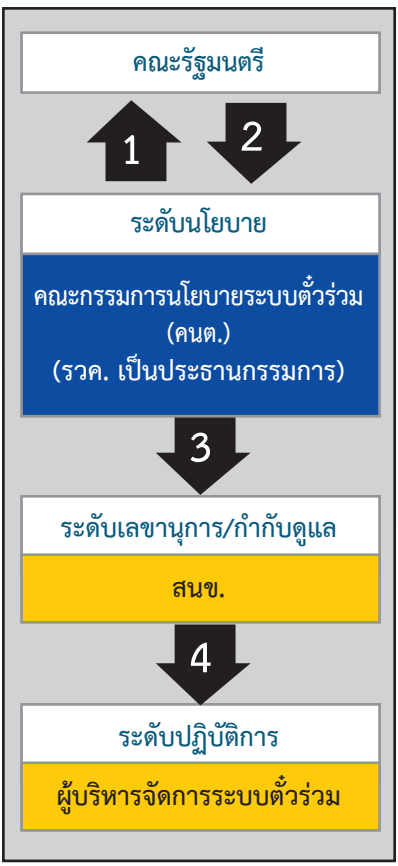 คณะรัฐมนตรี
1 2
ระดับนโยบาย
คณะกรรมการนโยบายระบบตั๋วร่วม
(คนต.)
(รวค. เป็นประธานกรรมการ)
3
ระดับเลขานุการ/กำกับดูแล
สนข.
4
ระดับปฏิบัติการ
ผู้บริหารจัดการระบบตั๋วร่วม